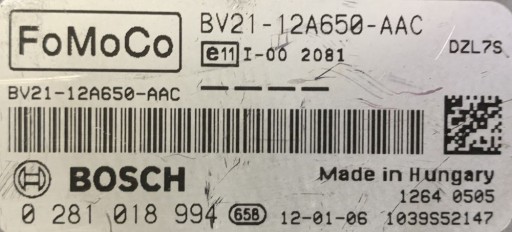 FoMoCo
BV21-12A650-AAC
e11 I-00 2081
DZL7S
BV21-12A650-AAC
BOSCH
Made in Hungary
1264 0505
0 281 018 994 658 12-01-06 1039S52147